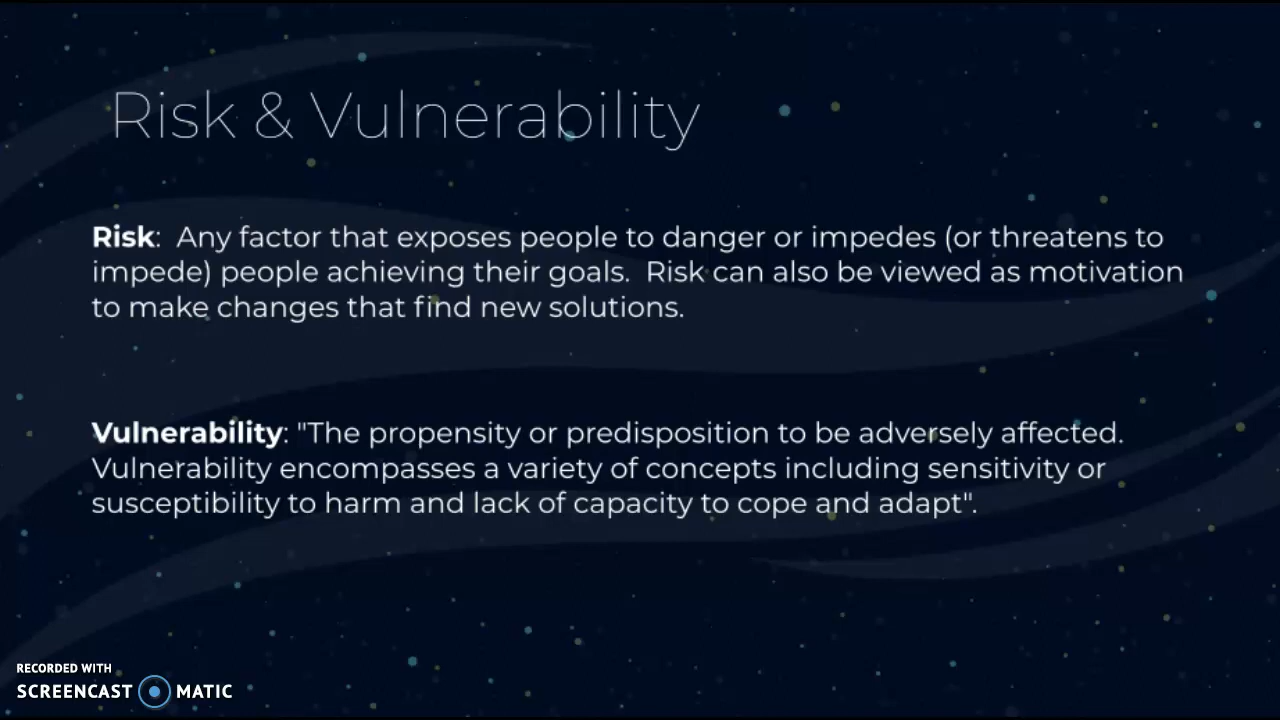 Risk & Vulnerability
Risk:  Any factor that exposes people to danger or impedes (or threatens to
impede) people achieving their goals.  Risk can also be viewed as motivation
to make changes that find new solutions.
Vulnerability: "The propensity or predisposition to be adversely affected.
Vulnerability encompasses a variety of concepts including sensitivity or
susceptibility to harm and lack of capacity to cope and adapt".
RECORDED WITH
SCREENCAST MATIC